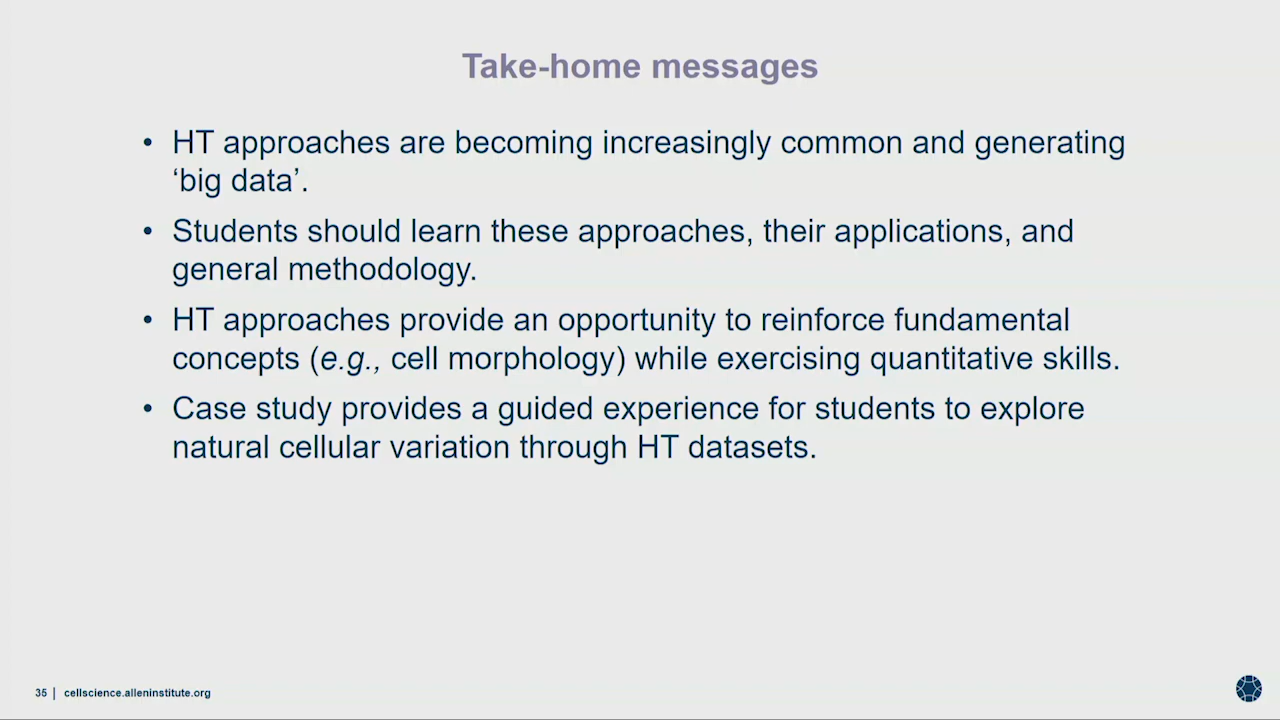 Take-home messages
• HT approaches are becoming increasingly common and generating
‘big data’.
• Students should learn these approaches, their applications, and
general methodology.
• HT approaches provide an opportunity to reinforce fundamental
concepts (e.g., cell morphology) while exercising quantitative skills.
• Case study provides a guided experience for students to explore
natural cellular variation through HT datasets.
35 | cellscience.alleninstitute.org